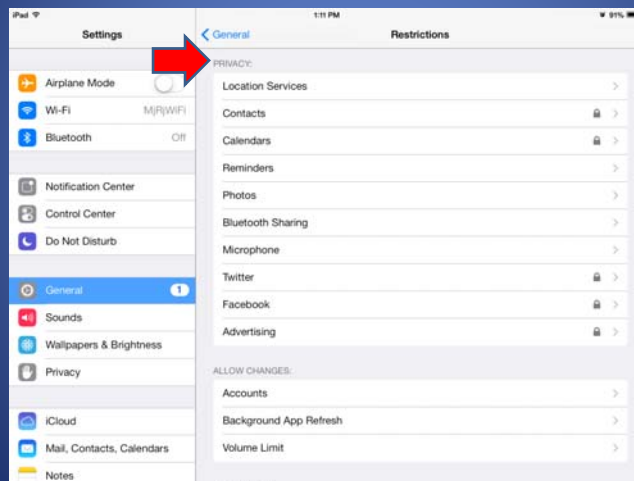 iPad 1:11 PM 91%
Settings
General Restrictions
PRIVACY:
Airplane Mode
Wi-Fi MjRjWiFi
Bluetooth Off
Notification Center
Control Center
Do Not Disturb
General 1
Sounds
Wallpapers & Brightness
Privacy
iCloud
Mail, Contacts, Calendars
Notes
Location Services
Contacts
Calendars
Reminders
Photos
Bluetooth Sharing
Microphone
Twitter
Facebook
Advertising
ALLOW CHANGES:
Accounts
Background App Refresh
Volume Limit